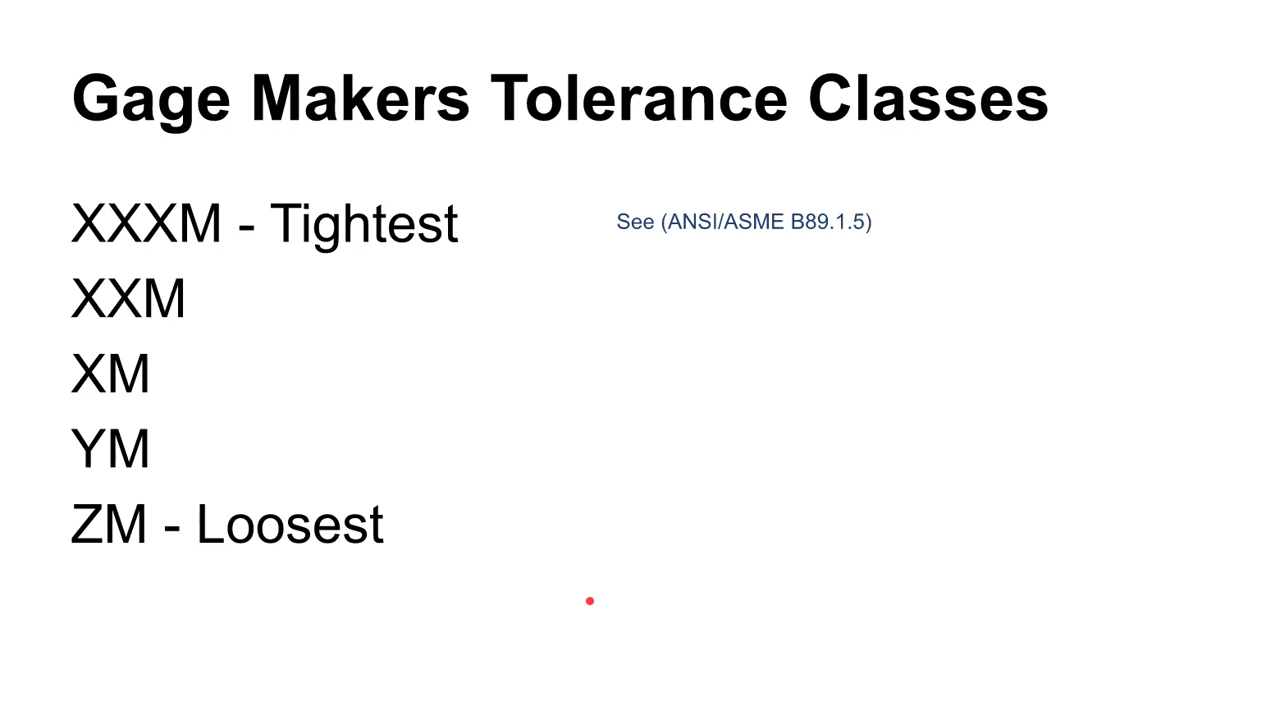 Gage Makers Tolerance Classes
XXXM - Tightest
See (ANSI/ASME B89.1.5)
XXM
XM
YM
ZM - Loosest